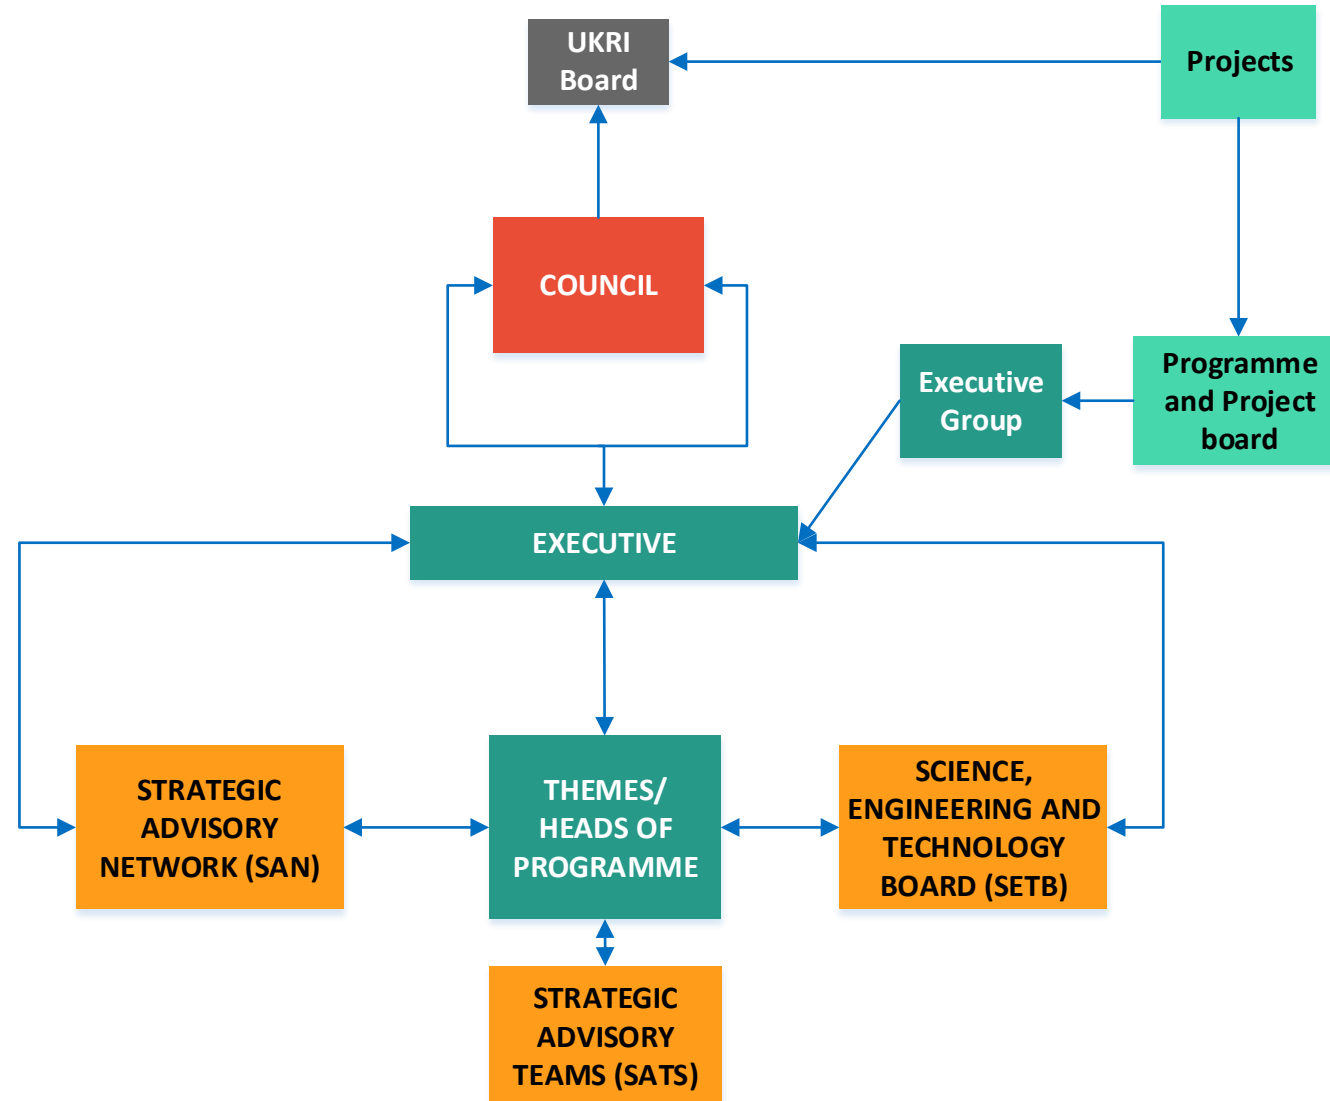 UKRI
Board
Projects
COUNCIL
Executive
Group
Programme
and Project
board
EXECUTIVE
STRATEGIC
ADVISORY
NETWORK (SAN)
THEMES/
HEADS OF
PROGRAMME
SCIENCE,
ENGINEERING AND
TECHNOLOGY
BOARD (SETB)
STRATEGIC
ADVISORY
TEAMS (SATS)